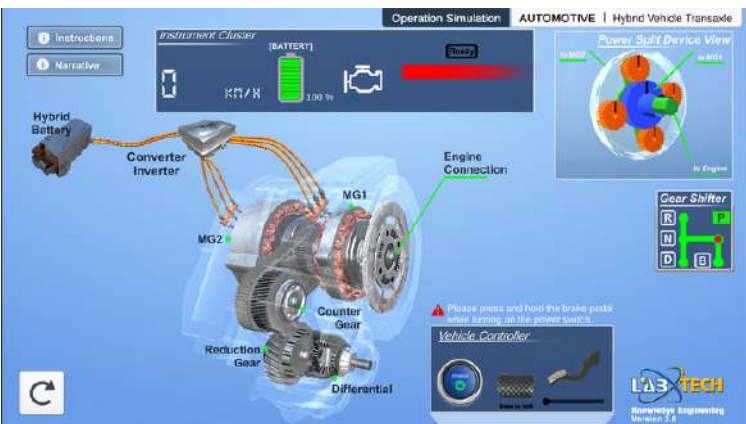 Operation Simulation
AUTOMOTIVE | Hybrid Vehicle Transaxle
Instructions
Narrative
Instrument Cluster
[BATTERY]
0
KM/H
100 %
Ready
Power Split Device View
to MG2
to MG1
to Engine
Hybrid
Battery
Converter
Inverter
Engine
Connection
MG1
MG2
Counter
Gear
Reduction
Gear
Differential
Gear Shifter
R
P
N
D
B
Please press and hold the brake pedal
while turning on the power switch.
Vehicle Controller
POWER
LABTECH
Knowledge Engineering